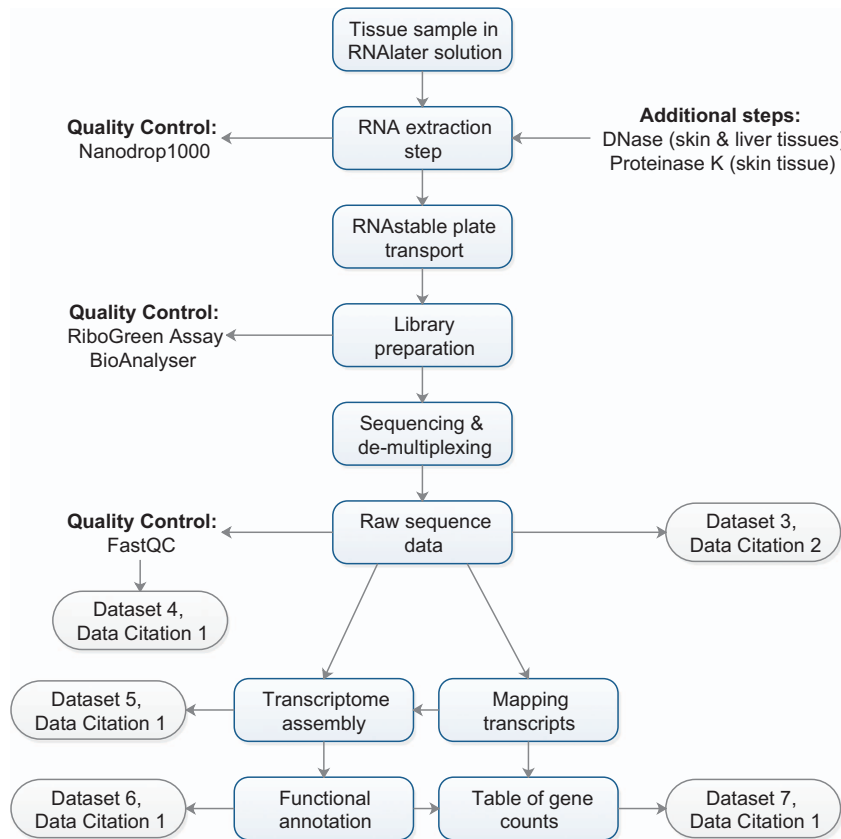 Tissue sample in
RNAlater solution
Quality Control:
Nanodrop1000
RNA extraction
step
Additional steps:
DNase (skin & liver tissues)
Proteinase K (skin tissue)
RNAstable plate
transport
Quality Control:
RiboGreen Assay
BioAnalyser
Library
preparation
Sequencing &
de-multiplexing
Quality Control:
FastQC
Raw sequence
data
Dataset 3,
Data Citation 2
Dataset 4,
Data Citation 1
Dataset 5,
Data Citation 1
Transcriptome
assembly
Mapping
transcripts
Dataset 6,
Data Citation 1
Functional
annotation
Table of gene
counts
Dataset 7,
Data Citation 1